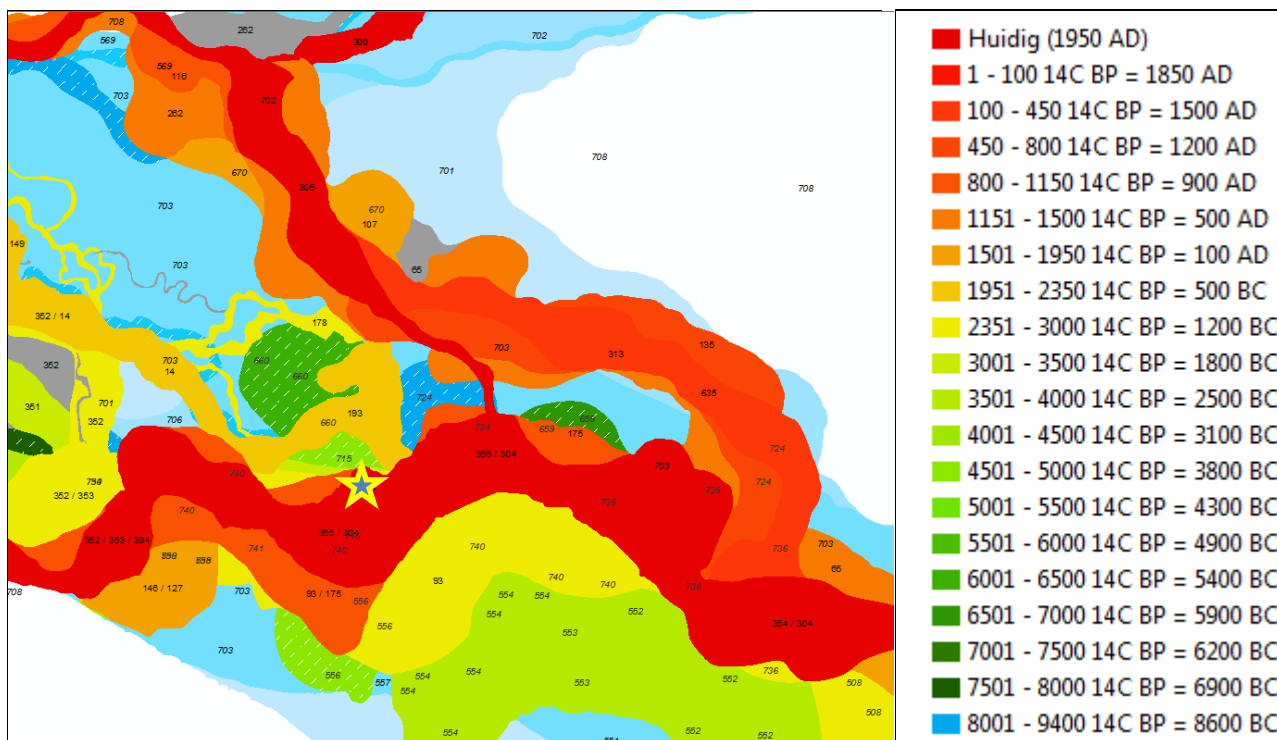 708
262
702
569
300
569
116
703
702
262
708
701
708
670
305
703
670
107
149
703
65
352 / 14
178
135
703
313
660
352
703
14
660
724
635
351
701
193
352
706
660
724
659
175
724
715
355 / 304
703
740
724
352 / 353
736
736
740
355 / 304
352 / 353 / 304
741
740
740
736
703
93
740
740
66
146 / 127
703
93 / 175
556
736
708
554
554
552
556
553
354 / 304
703
556
557
554
554
554
553
552
736
508
508
554
552
552
Huidig (1950 AD)
1 - 100 14C BP = 1850 AD
100 - 450 14C BP = 1500 AD
450 - 800 14C BP = 1200 AD
800 - 1150 14C BP = 900 AD
1151 - 1500 14C BP = 500 AD
1501 - 1950 14C BP = 100 AD
1951 - 2350 14C BP = 500 BC
2351 - 3000 14C BP = 1200 BC
3001 - 3500 14C BP = 1800 BC
3501 - 4000 14C BP = 2500 BC
4001 - 4500 14C BP = 3100 BC
4501 - 5000 14C BP = 3800 BC
5001 - 5500 14C BP = 4300 BC
5501 - 6000 14C BP = 4900 BC
6001 - 6500 14C BP = 5400 BC
6501 - 7000 14C BP = 5900 BC
7001 - 7500 14C BP = 6200 BC
7501 - 8000 14C BP = 6900 BC
8001 - 9400 14C BP = 8600 BC